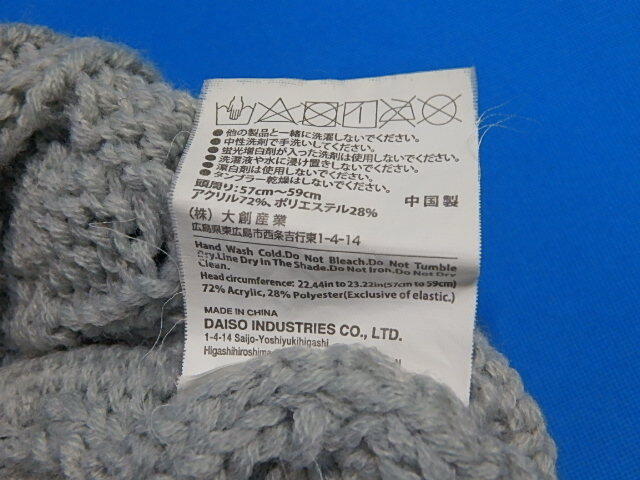 ●他の製品と一緒に洗濯しないでください。
●中性洗剤で手洗いしてください。
●蛍光増白剤が入った洗剤は使用しないでください。
●洗濯液や水に浸け置きしないでください。
●漂白剤は使用しないでください。
●タンブラー乾燥はしないでください。
頭周り:57cm~59cm
アクリル72%、ポリエステル28% 中国製
(株)大創産業
広島県東広島市西条吉行東1-4-14
Hand Wash Cold.Do Not Bleach.Do Not Tumble
Dry.Line Dry In The Shade.Do Not Iron.Do Not Dry
Clean.
Head circumference: 22.44in to 23.22in(57cm to 59cm)
72% Acrylic, 28% Polyester(Exclusive of elastic.)
MADE IN CHINA
DAISO INDUSTRIES CO., LTD.
1-4-14 Saijo-Yoshiyukihigashi
Higashihiroshima